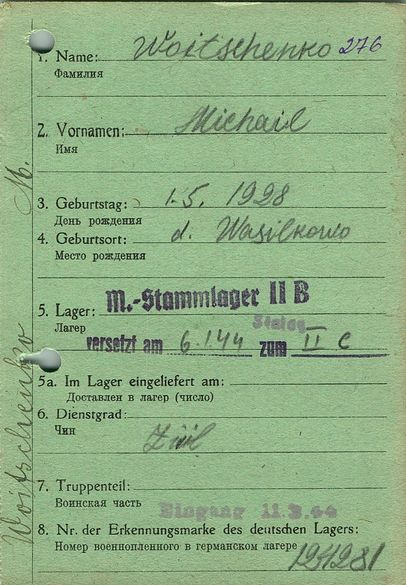 1. Name: Woitschenko 276
Фамилия
2. Vornamen: Michail
Имя
3. Geburtstag: 1.5. 1928
День рождения
4. Geburtsort: d. Wasilkowo
Место рождения
5. Lager: M.-Stammlager II B
Лагерь Stalag
versetzt am 6.1.44 zum II C
5a. Im Lager eingeliefert am:
Доставлен в лагер (число)
6. Dienstgrad: Zivil
Чин
7. Truppenteil:
Воинская часть Eingang 11.3.44
8. Nr. der Erkennungsmarke des deutschen Lagers:
Номер военнопленного в германском лагере
Woitschenko M.